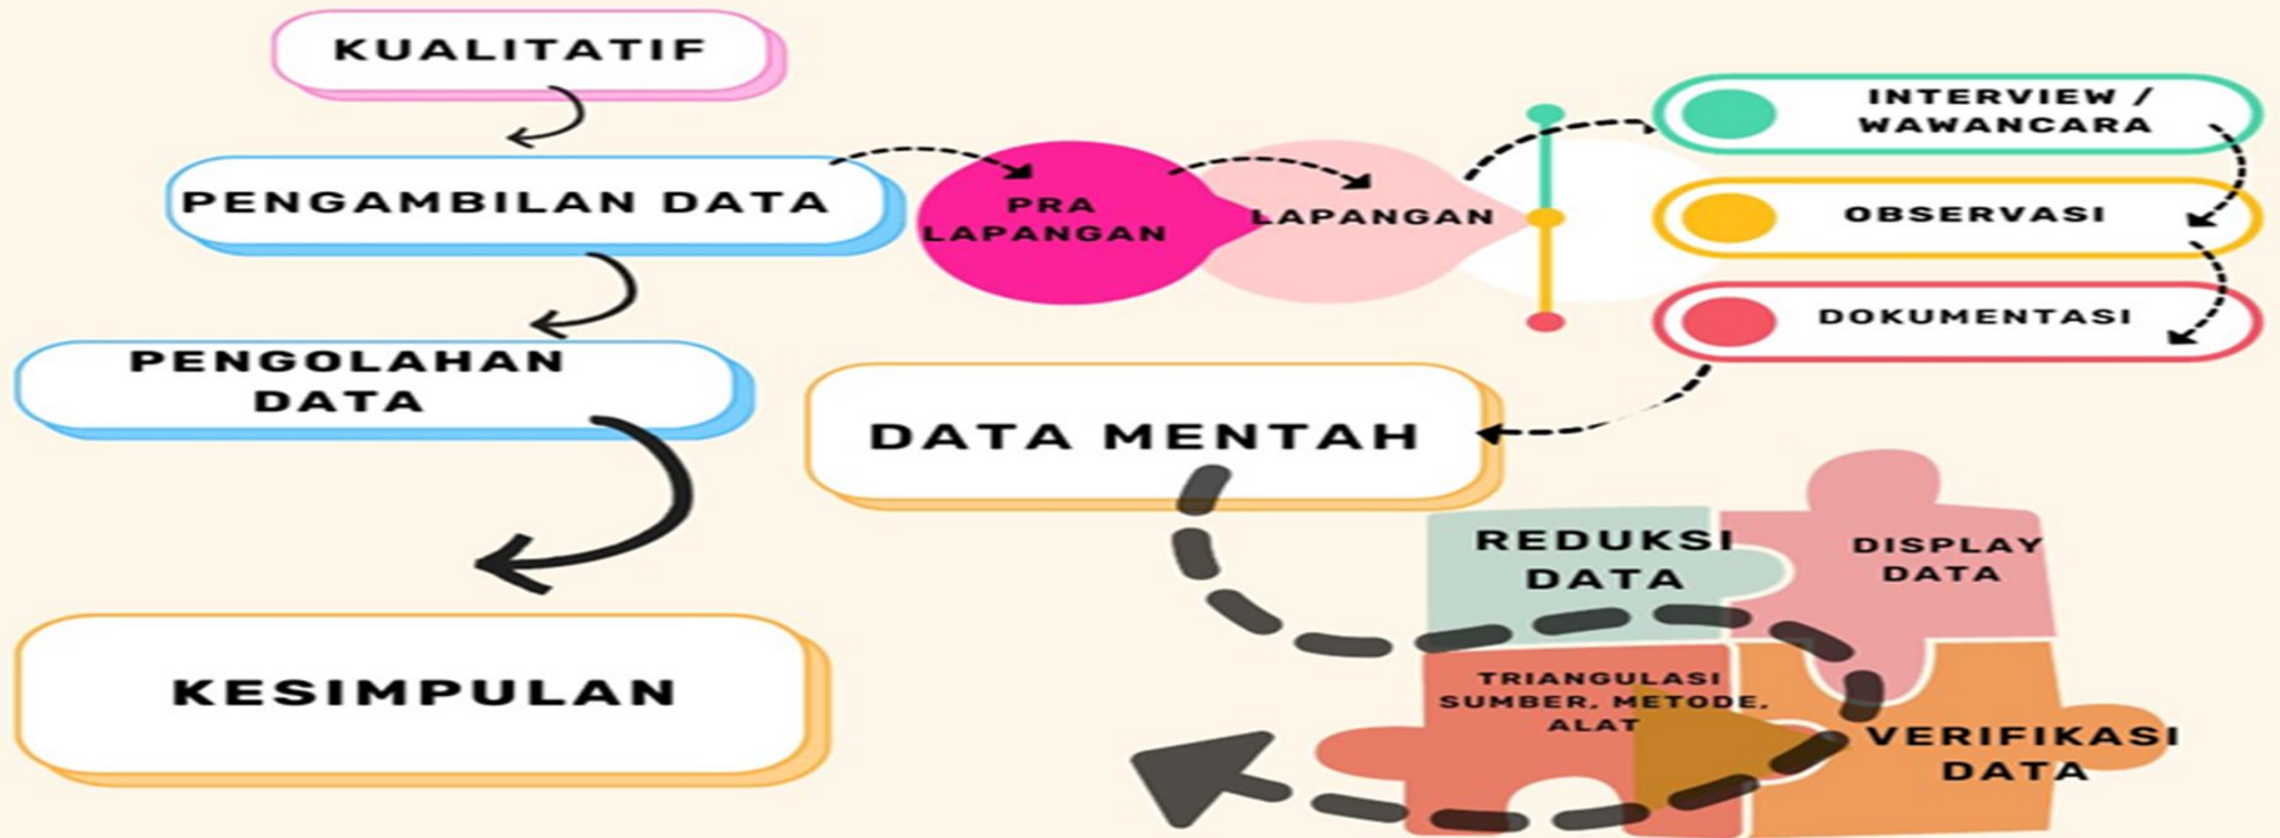 KUALITATIF
PENGAMBILAN DATA
PRA
LAPANGAN
LAPANGAN
INTERVIEW /
WAWANCARA
OBSERVASI
DOKUMENTASI
PENGOLAHAN
DATA
DATA MENTAH
REDUKSI
DATA
DISPLAY
DATA
TRIANGULASI
SUMBER, METODE,
ALAT
VERIFIKASI
DATA
KESIMPULAN